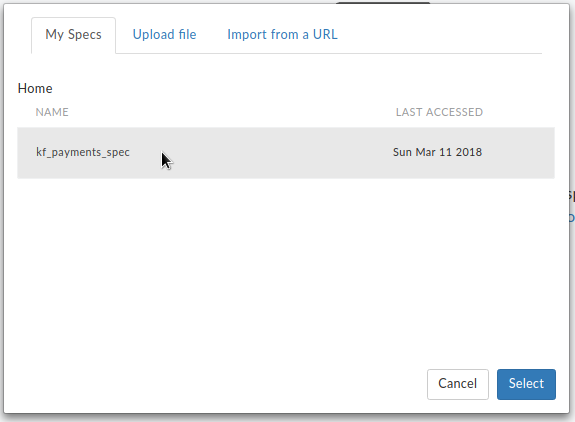 My Specs Upload file Import from a URL
Home
NAME LAST ACCESSED
kf_payments_spec Sun Mar 11 2018
Cancel Select